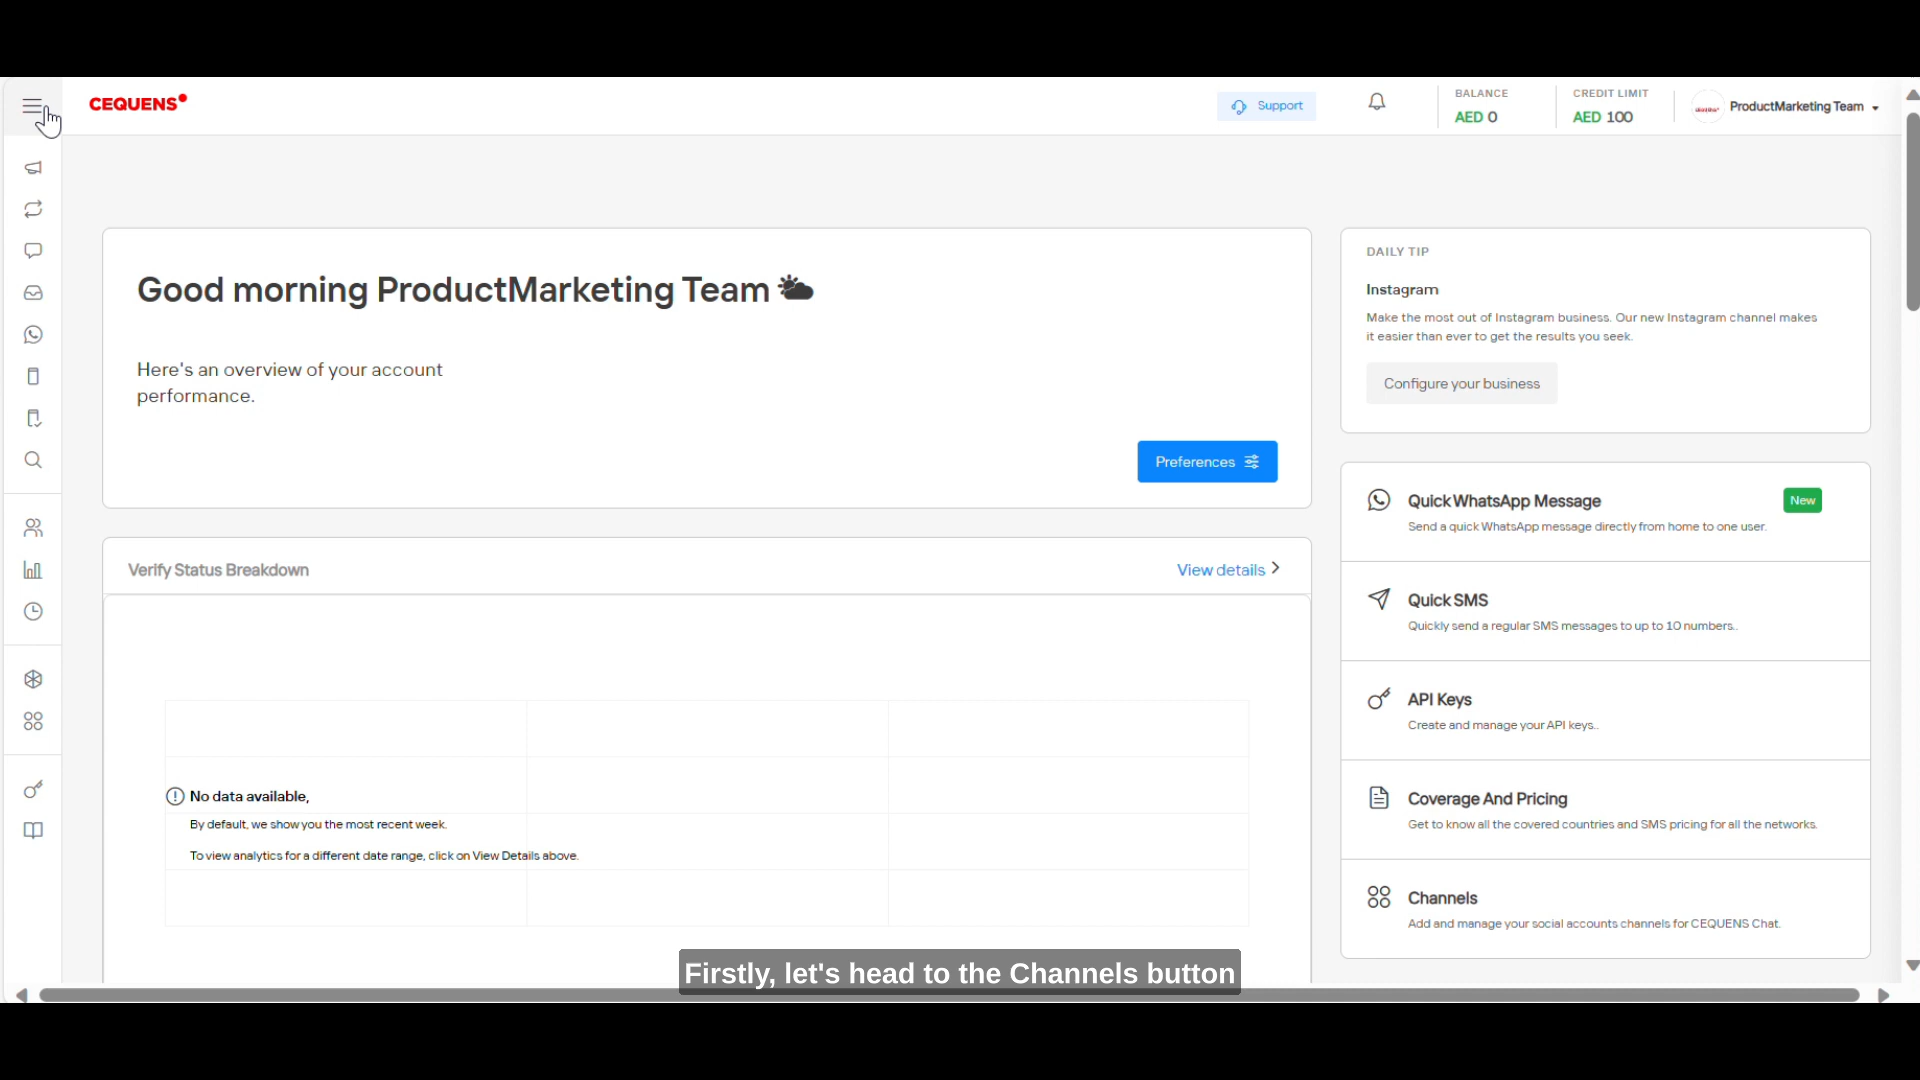 CEQUENS
Support
BALANCE
AED 0
CREDIT LIMIT
AED 100
ProductMarketing Team
Good morning ProductMarketing Team
Here's an overview of your account
performance.
Preferences
DAILY TIP
Instagram
Make the most out of Instagram business. Our new Instagram channel makes
it easier than ever to get the results you seek.
Configure your business
Quick WhatsApp Message
New
Send a quick WhatsApp message directly from home to one user.
Quick SMS
Quickly send a regular SMS messages to up to 10 numbers..
API Keys
Create and manage your API keys..
Coverage And Pricing
Get to know all the covered countries and SMS pricing for all the networks.
Channels
Add and manage your social accounts channels for CEQUENS Chat.
Verify Status Breakdown
View details
No data available,
By default, we show you the most recent week.
To view analytics for a different date range, click on View Details above.
Firstly, let's head to the Channels button